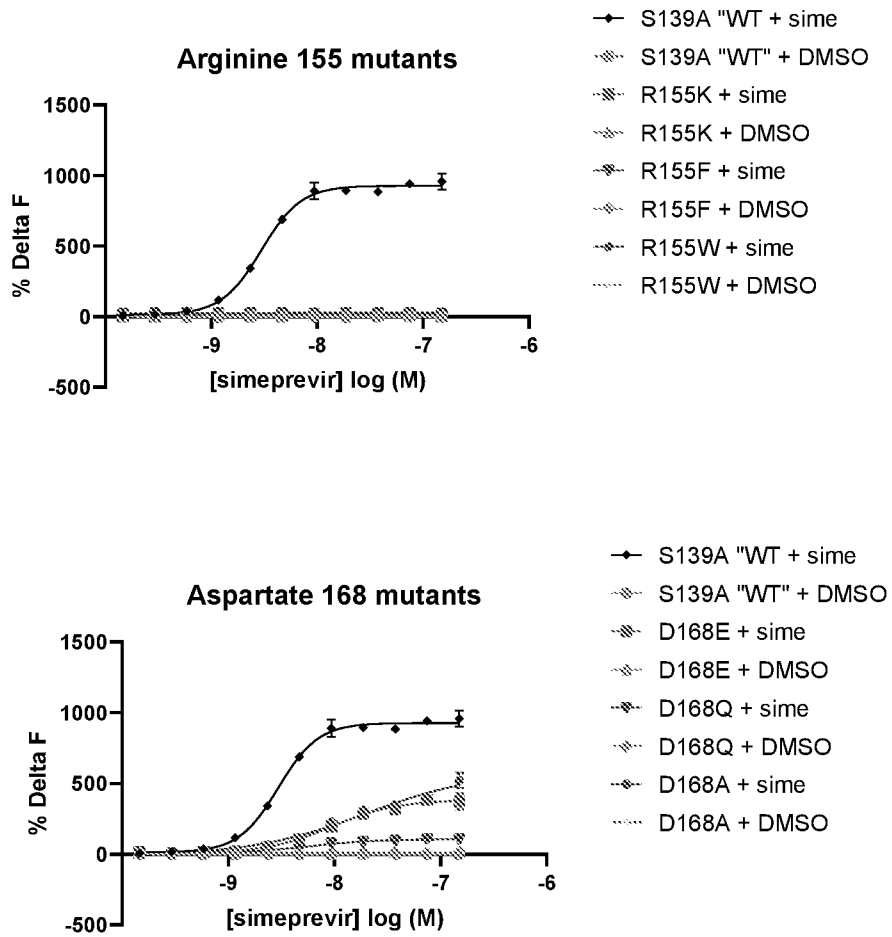 Arginine 155 mutants
1500
1000
500
0
-500
% Delta F
-9
-8
-7
-6
[simeprevir] log (M)
S139A "WT + sime
S139A "WT" + DMSO
R155K + sime
R155K + DMSO
R155F + sime
R155F + DMSO
R155W + sime
R155W + DMSO
Aspartate 168 mutants
1500
1000
500
0
-500
% Delta F
-9
-8
-7
-6
[simeprevir] log (M)
S139A "WT + sime
S139A "WT" + DMSO
D168E + sime
D168E + DMSO
D168Q + sime
D168Q + DMSO
D168A + sime
D168A + DMSO